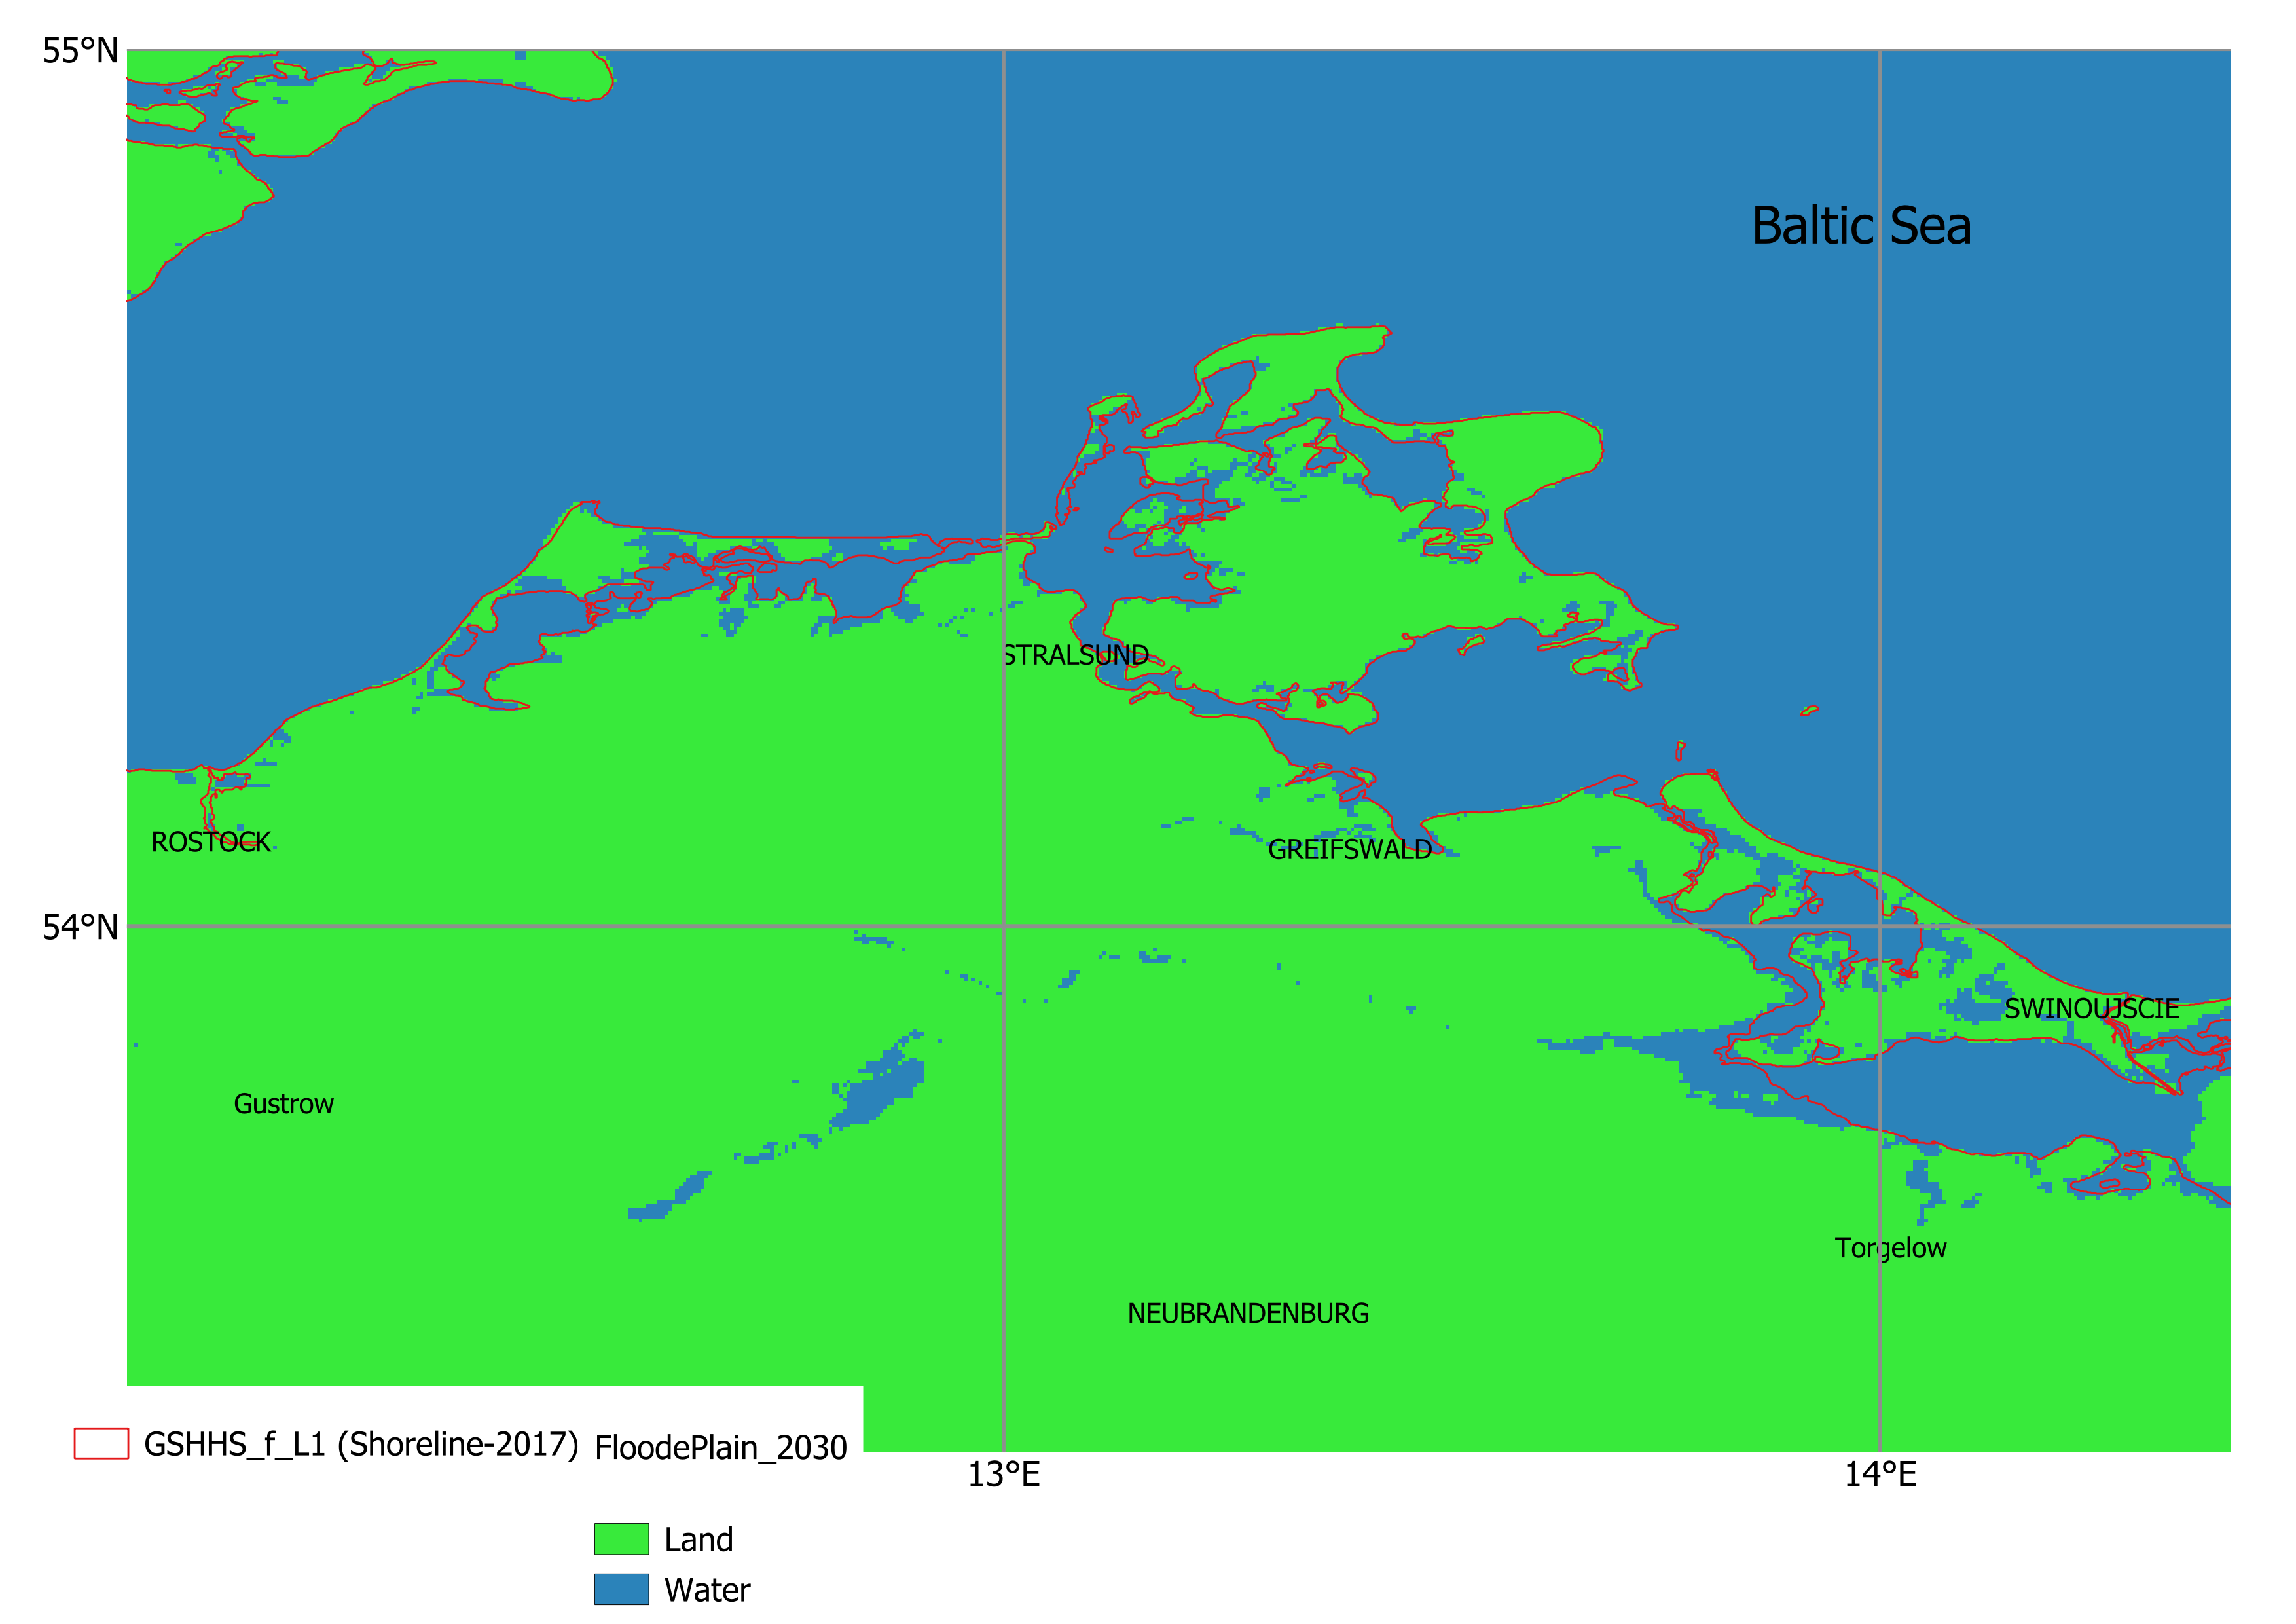 55°N
Baltic Sea
STRALSUND
ROSTOCK
GREIFSWALD
54°N
SWINOUJSCIE
Gustrow
Torgelow
NEUBRANDENBURG
GSHHS_f_L1 (Shoreline-2017) FloodePlain_2030
13°E 14°E
Land
Water